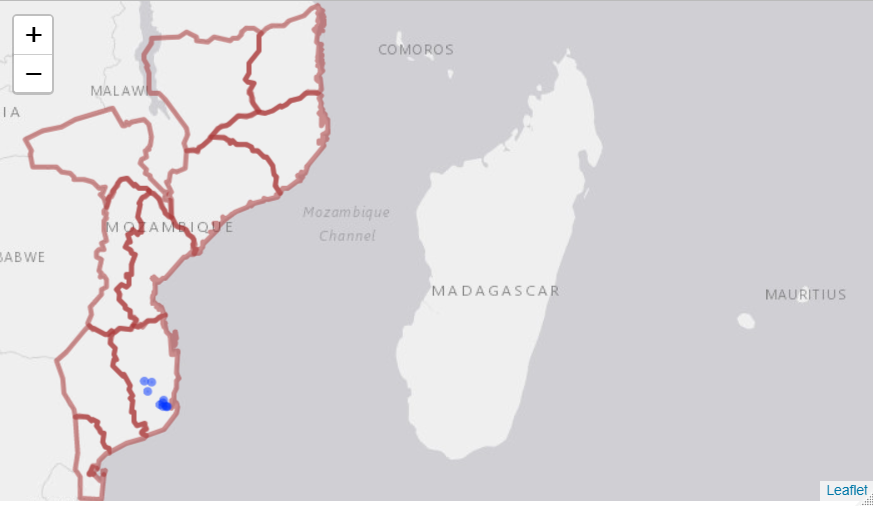 +
−
COMOROS
MALAWI
IA
MOZAMBIQUE
Mozambique
Channel
BABWE
MADAGASCAR
MAURITIUS
Leaflet